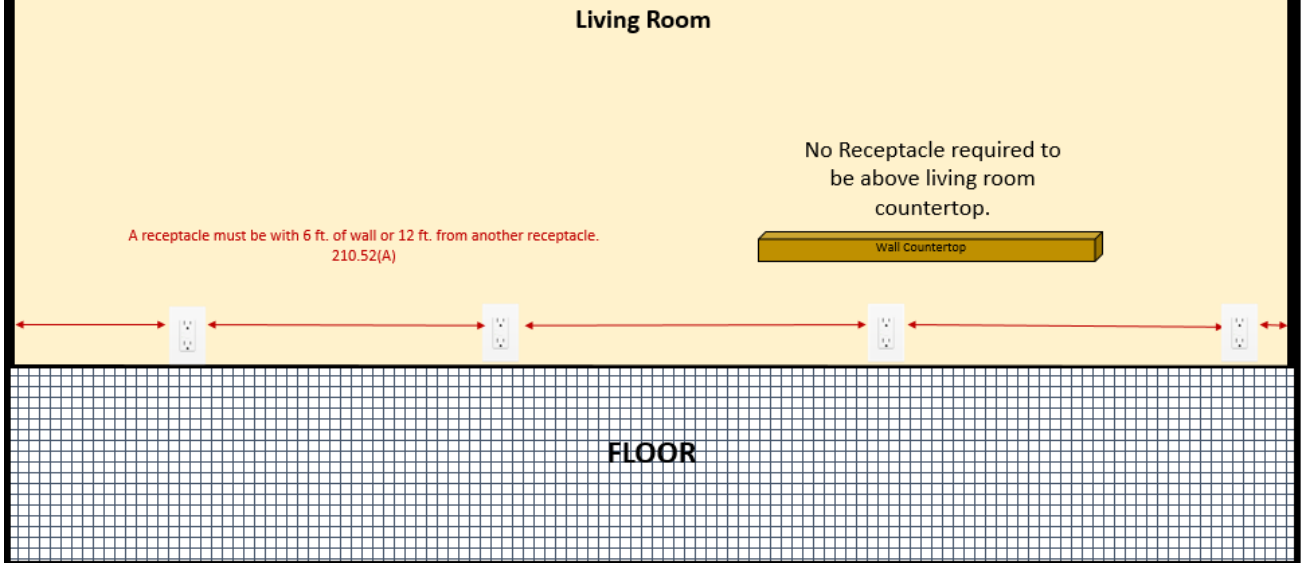 Living Room
No Receptacle required to
be above living room
countertop.
A receptacle must be with 6 ft. of wall or 12 ft. from another receptacle.
210.52(A)
Wall Countertop
FLOOR